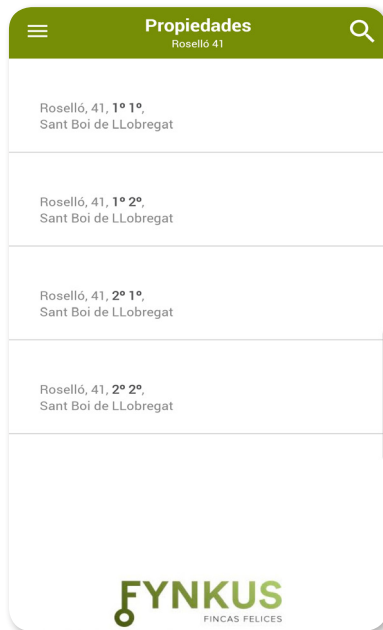 Propiedades
Roselló 41
Roselló, 41, 1º 1º,
Sant Boi de LLobregat
Roselló, 41, 1º 2º,
Sant Boi de LLobregat
Roselló, 41, 2º 1º,
Sant Boi de LLobregat
Roselló, 41, 2º 2º,
Sant Boi de LLobregat
FYNKUS
FINCAS FELICES